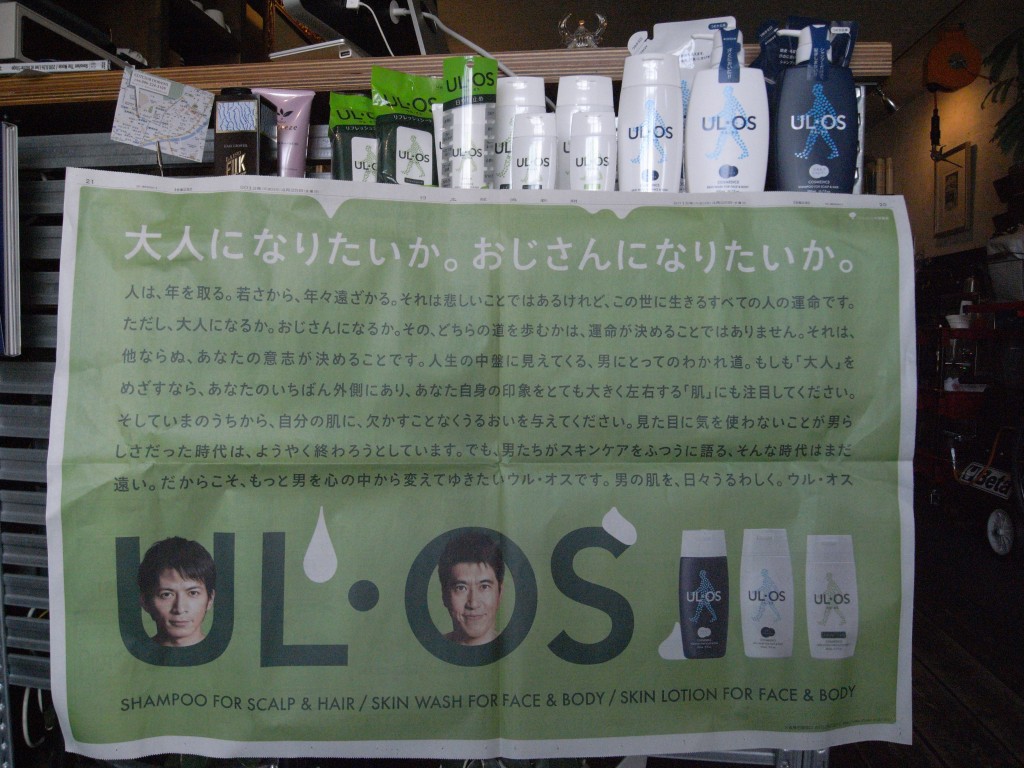 UL·OS
UL·OS
UL·OS
UL·OS
UL·OS
UL·OS
UL·OS
21
大人になりたいか。おじさんになりたいか。
人は、年を取る。若さから、年々遠ざかる。それは悲しいことではあるけれど、この世に生きるすべての人の運命です。
ただし、大人になるか。おじさんになるか。その、どちらの道を歩むかは、運命が決めることではありません。それは、
他ならぬ、あなたの意志が決めることです。人生の中盤に見えてくる、男にとってのわかれ道。もしも「大人」を
めざすなら、あなたのいちばん外側にあり、あなた自身の印象をとても大きく左右する「肌」にも注目してください。
そしていまのうちから、自分の肌に、欠かすことなくうるおいを与えてください。見た目に気を使わないことが男ら
しさだった時代は、ようやく終わろうとしています。でも、男たちがスキンケアをふつうに語る、そんな時代はまだ
遠い。だからこそ、もっと男を心の中から変えてゆきたいウル・オスです。男の肌を、日々うるわしく。ウル・オス
UL·OS
UL·OS
UL·OS
UL·OS
SHAMPOO FOR SCALP & HAIR / SKIN WASH FOR FACE & BODY / SKIN LOTION FOR FACE & BODY
Beta